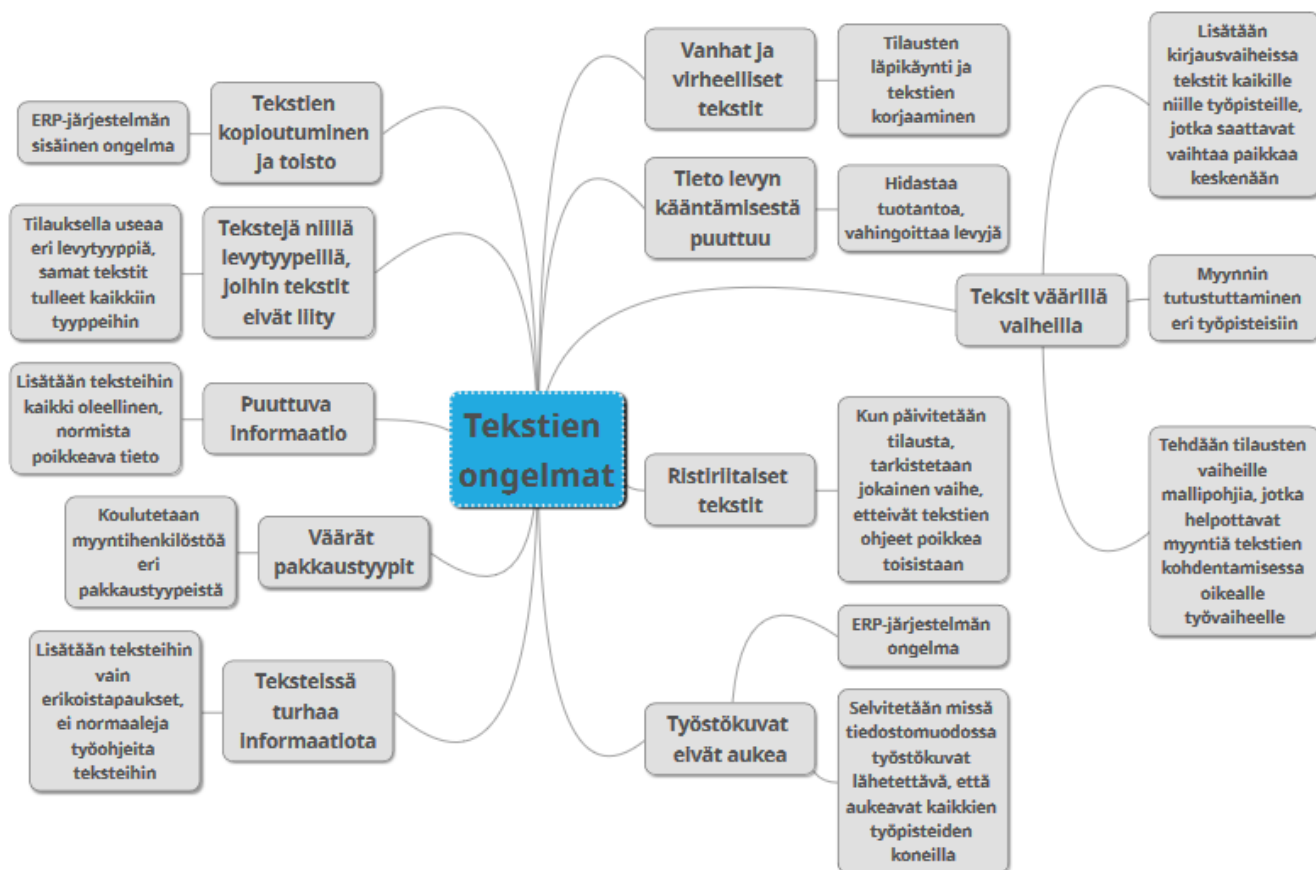 Tekstien
ongelmat
Tekstien
kopioutuminen
ja toisto
ERP-järjestelmän
sisäinen ongelma
Tekstejä niillä
levytyypeillä,
joihin tekstit
eivät liity
Tilauksella useaa
eri levytyyppiä,
samat tekstit
tulleet kaikkiin
tyyppeihin
Puuttuva
informaatio
Lisätään teksteihin
kaikki oleellinen,
normista
poikkeava tieto
Väärät
pakkaustyypit
Koulutetaan
myyntihenkilöstöä
eri
pakkaustyypeistä
Teksteissä
turhaa
informaatiota
Lisätään teksteihin
vain
erikoistapaukset,
ei normaaleja
työohjeita
teksteihin
Vanhat ja
virheelliset
tekstit
Tilausten
läpikäynti ja
tekstien
korjaaminen
Tieto levyn
kääntämisestä
puuttuu
Hidastaa
tuotantoa,
vahingoittaa levyjä
Teksit väärillä
vaiheilla
Lisätään
kirjausvaiheissa
tekstit kaikille
niille työpisteille,
jotka saattavat
vaihtaa paikkaa
keskenään
Myynnin
tutustuttaminen
eri työpisteisiin
Tehdään tilausten
vaiheille
mallipohjia, jotka
helpottavat
myyntiä tekstien
kohdentamisessa
oikealle
työvaiheelle
Ristiriitaiset
tekstit
Kun päivitetään
tilausta,
tarkistetaan
jokainen vaihe,
etteivät tekstien
ohjeet poikkea
toisistaan
Työstökuvat
eivät aukea
ERP-järjestelmän
ongelma
Selvitetään missä
tiedostomuodossa
työstökuvat
lähetettävä, että
aukeavat kaikkien
työpisteiden
koneilla